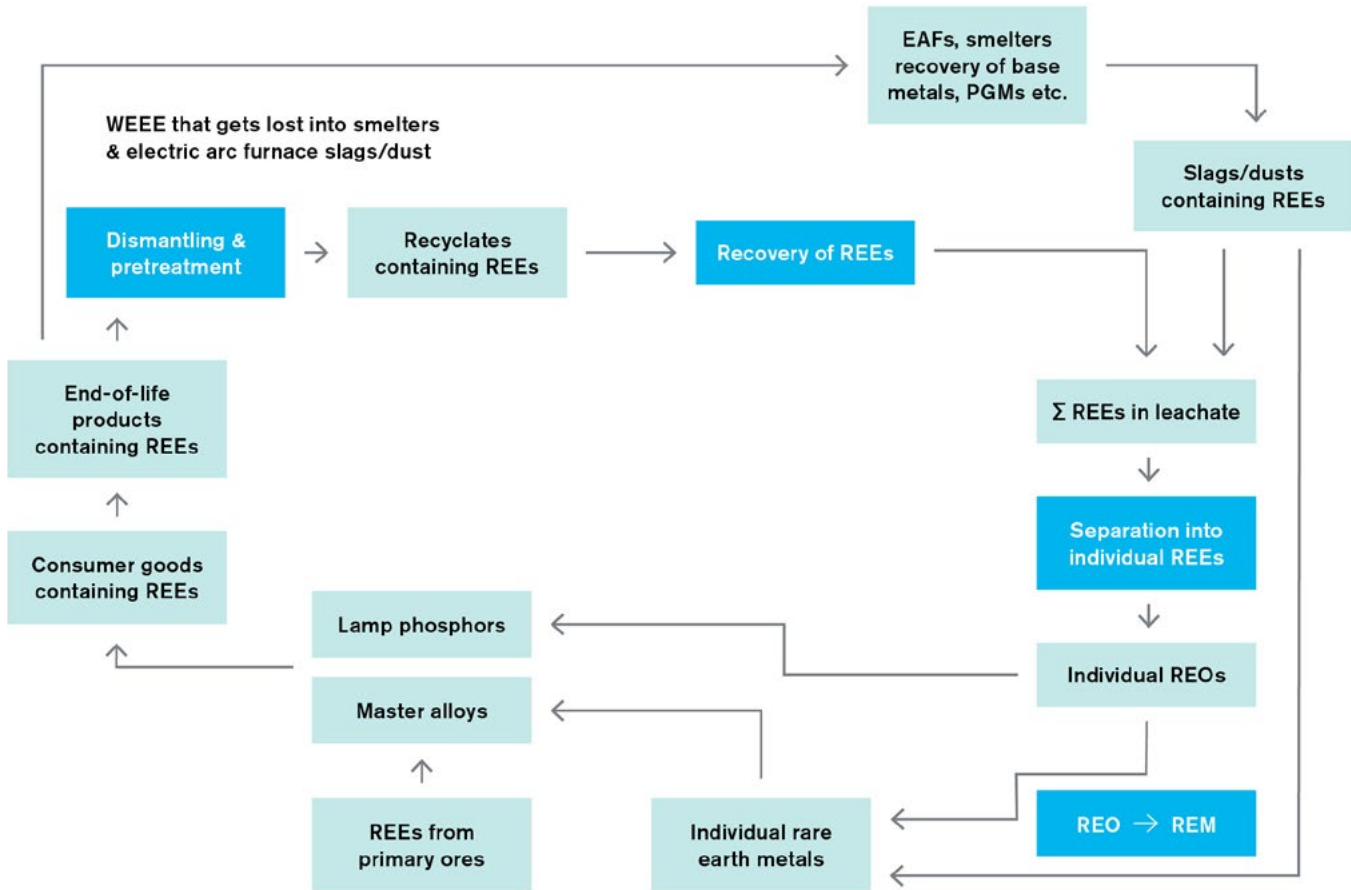 EAFs, smelters
recovery of base
metals, PGMs etc.
WEEE that gets lost into smelters
& electric arc furnace slags/dust
Slags/dusts
containing REEs
Dismantling &
pretreatment
Recyclates
containing REEs
Recovery of REEs
End-of-life
products
containing REEs
Σ REEs in leachate
Separation into
individual REEs
Consumer goods
containing REEs
Lamp phosphors
Individual REOs
Master alloys
REEs from
primary ores
Individual rare
earth metals
REO → REM